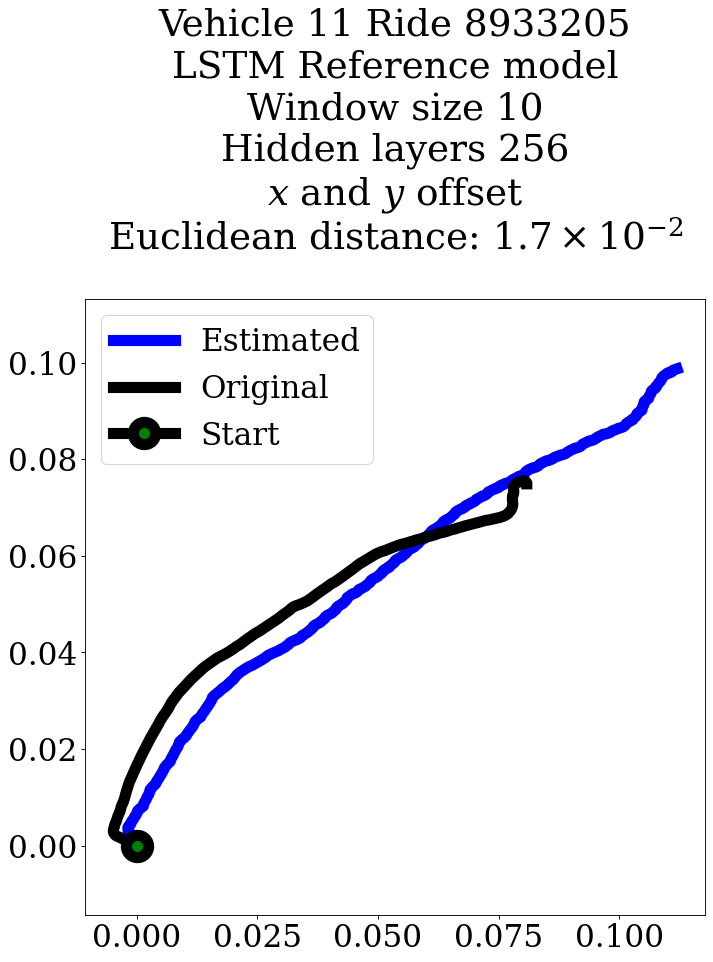 Vehicle 11 Ride 8933205
LSTM Reference model
Window size 10
Hidden layers 256
x and y offset
Euclidean distance: 1.7 × 10⁻²
Estimated
Original
Start
0.10
0.08
0.06
0.04
0.02
0.00
0.000 0.025 0.050 0.075 0.100